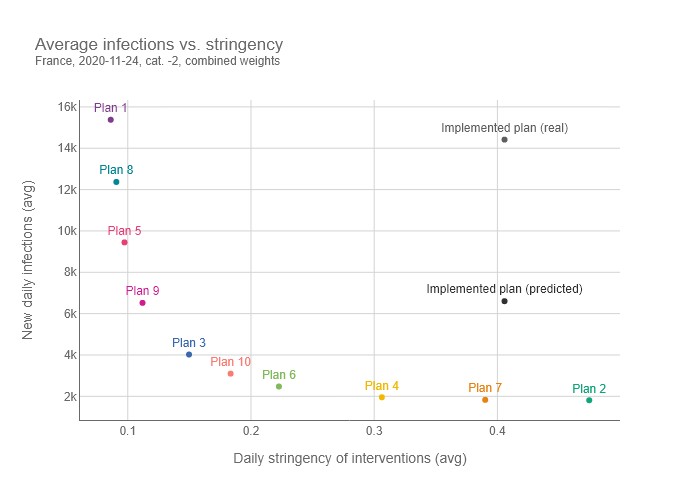 Average infections vs. stringency
France, 2020-11-24, cat. -2, combined weights
16k
Plan 1
Implemented plan (real)
14k
Plan 8
12k
Plan 5
10k
8k
Plan 9
Implemented plan (predicted)
6k
Plan 3
4k
Plan 10
Plan 6
Plan 4
Plan 7
Plan 2
2k
0.1
0.2
0.3
0.4
New daily infections (avg)
Daily stringency of interventions (avg)